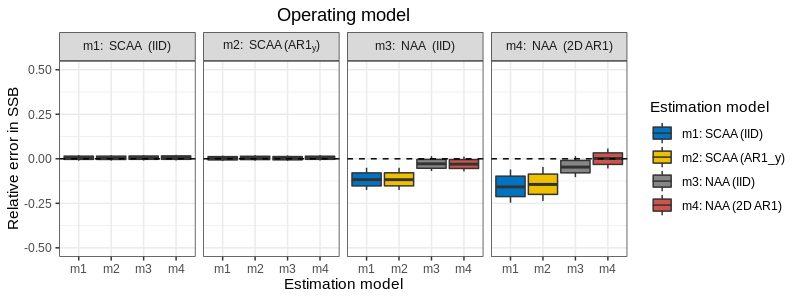 Operating model
m1: SCAA (IID)
m2: SCAA (AR1y)
m3: NAA (IID)
m4: NAA (2D AR1)
Relative error in SSB
0.50
0.25
0.00
-0.25
-0.50
m1 m2 m3 m4
m1 m2 m3 m4
m1 m2 m3 m4
m1 m2 m3 m4
Estimation model
Estimation model
m1: SCAA (IID)
m2: SCAA (AR1_y)
m3: NAA (IID)
m4: NAA (2D AR1)